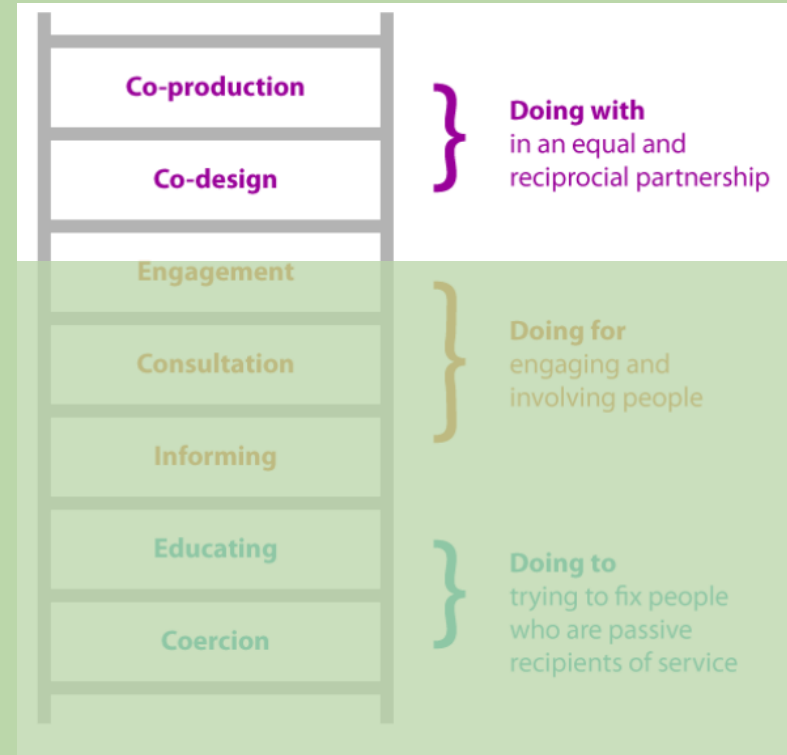 Co-production
Co-design
Doing with
in an equal and
reciprocial partnership
Engagement
Consultation
Informing
Doing for
engaging and
involving people
Educating
Coercion
Doing to
trying to fix people
who are passive
recipients of service